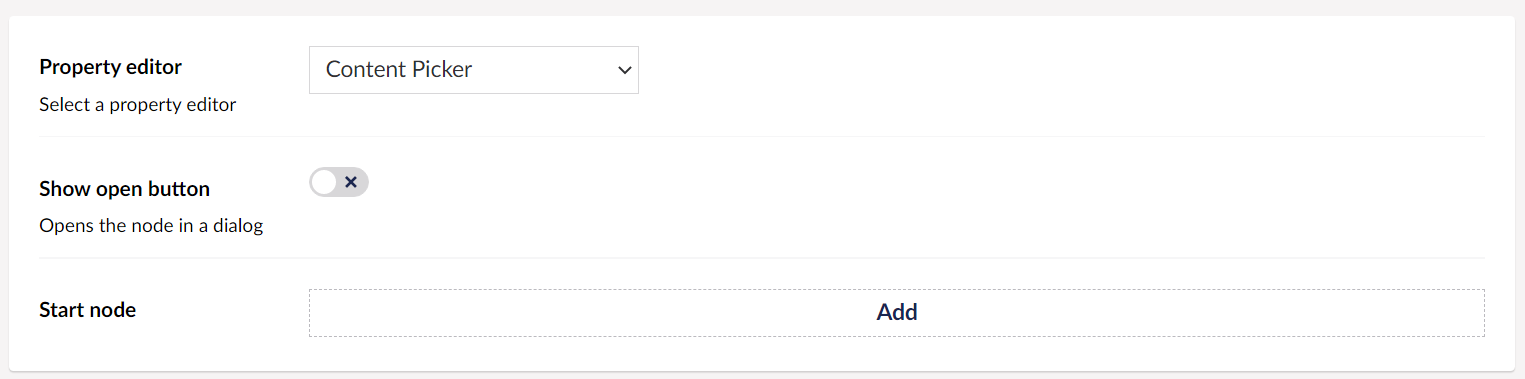 Property editor
Content Picker
Select a property editor
Show open button
Opens the node in a dialog
Start node
Add